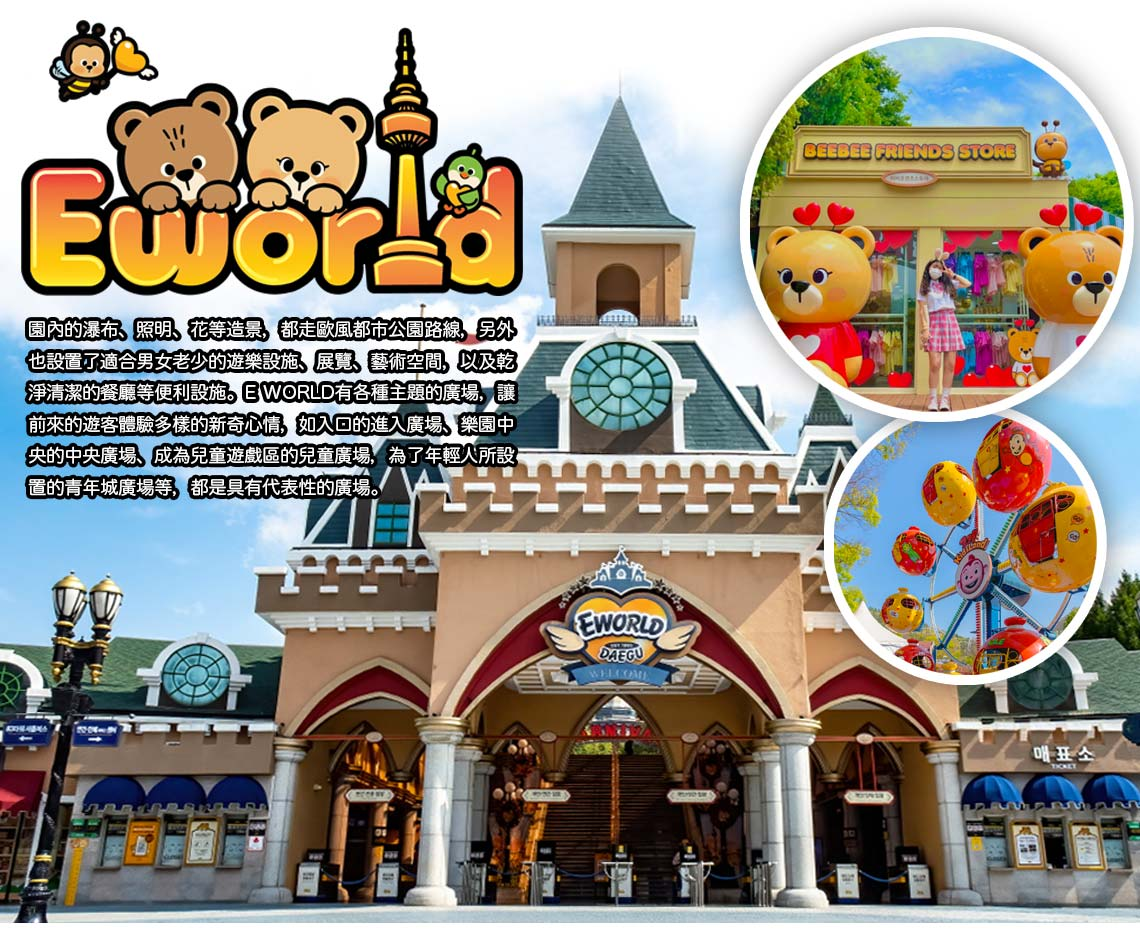 Eworld
園內的瀑布、照明、花等造景，都走歐風都市公園路線，另外
也設置了適合男女老少的遊樂設施、展覽、藝術空間，以及乾
淨清潔的餐廳等便利設施。E WORLD有各種主題的廣場，讓
前來的遊客體驗多樣的新奇心情，如入口的進入廣場、樂園中
央的中央廣場、成為兒童遊戲區的兒童廣場，為了年輕人所設
置的青年城廣場等，都是具有代表性的廣場。
BEEBEE FRIENDS STORE
EWORLD
DAEGU
WELCOME
매표소
TICKET